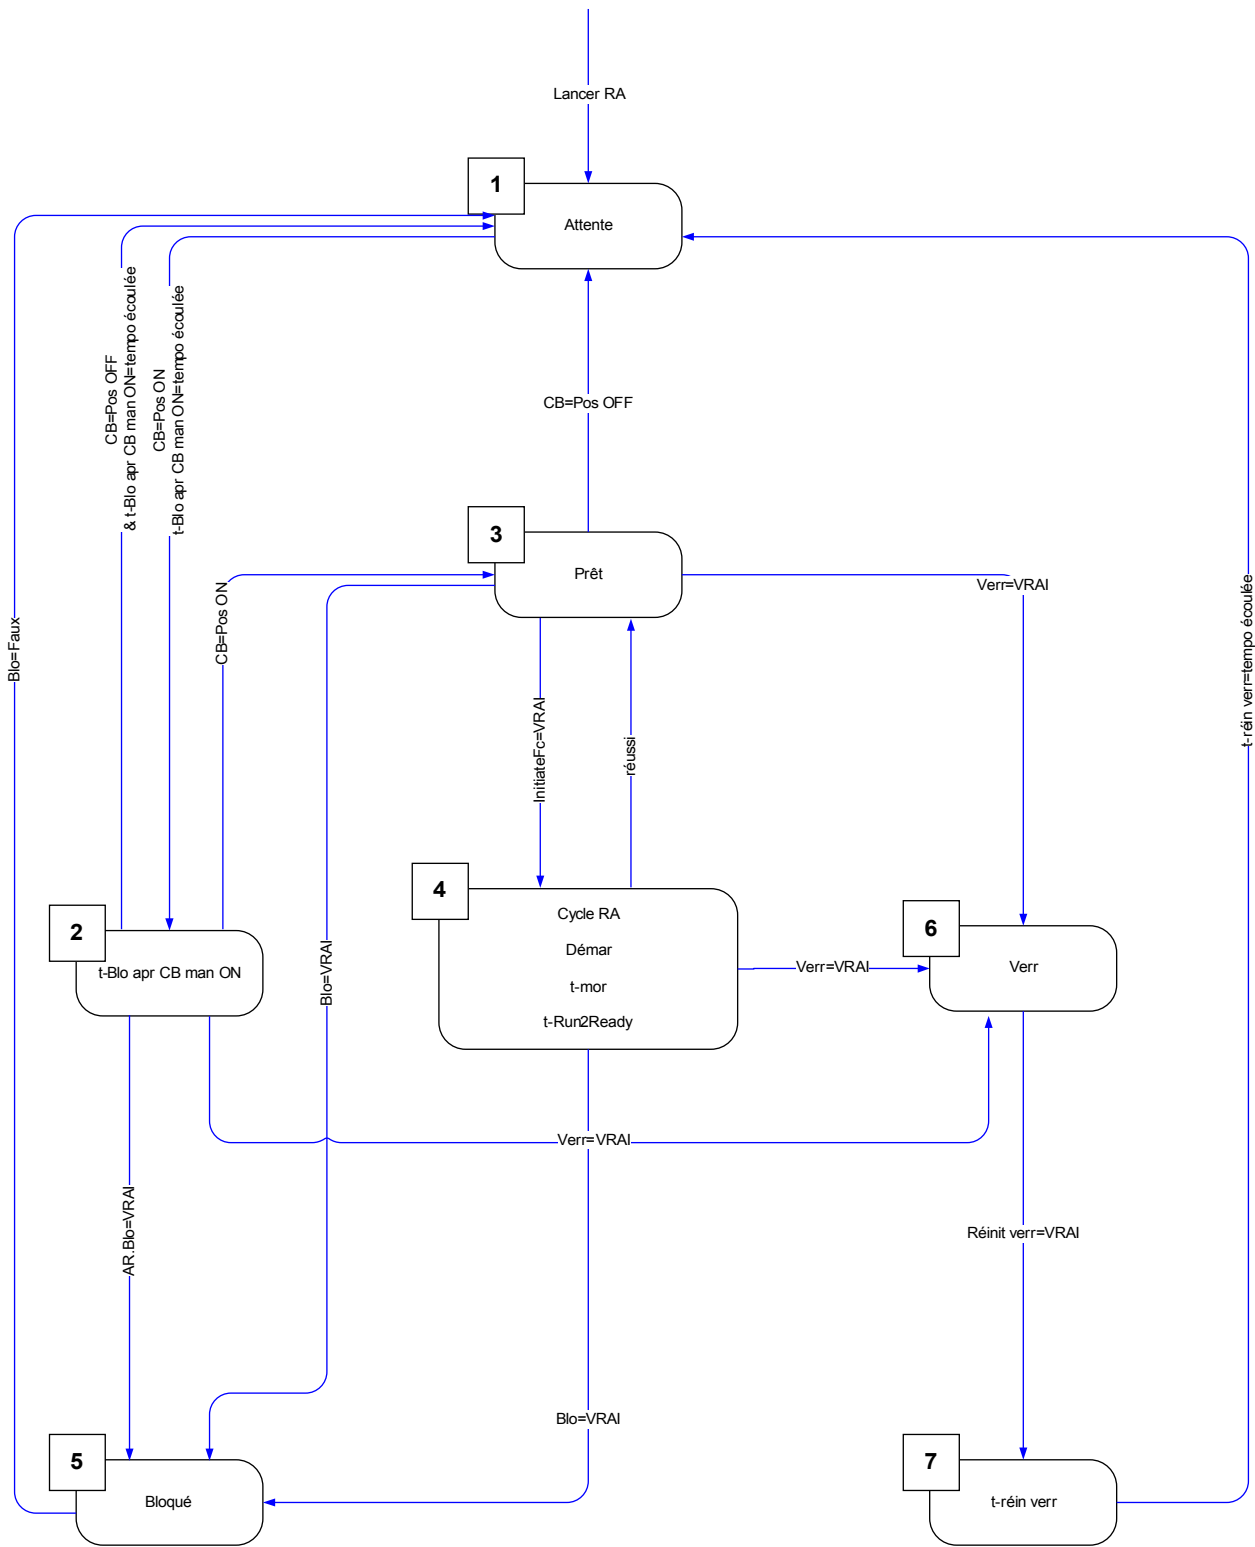 Lancer RA
1
Attente
CB=Pos OFF
& t-Blo apr CB man ON=tempo écoulée
CB=Pos ON
t-Blo apr CB man ON=tempo écoulée
CB=Pos OFF
3
Prêt
Verr=VRAI
CB=Pos ON
Blo=Faux
t-réin verr=tempo écoulée
InitiateFc=VRAI
réussi
4
Cycle RA
Démar
t-mor
t-Run2Ready
2
t-Blo apr CB man ON
Blo=VRAI
Verr=VRAI
6
Verr
Verr=VRAI
AR.Blo=VRAI
Réinit verr=VRAI
Blo=VRAI
5
Bloqué
7
t-réin verr